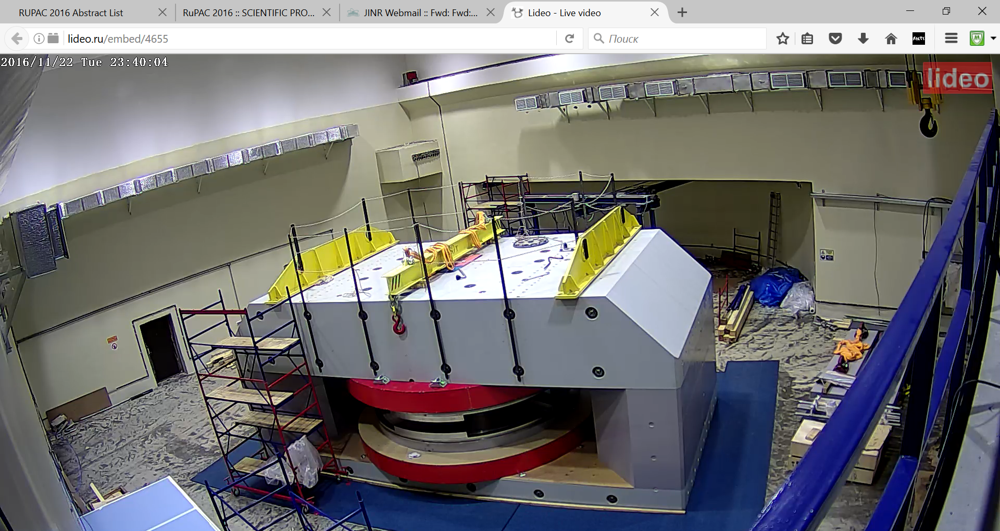 RUPAC 2016 Abstract List
RuPAC 2016 :: SCIENTIFIC PRO...
JINR Webmail :: Fwd: Fwd:...
Lideo - Live video
lideo.ru/embed/4655
Поиск
ANTI
M
2016/11/22 Tue 23:40:04
lideo